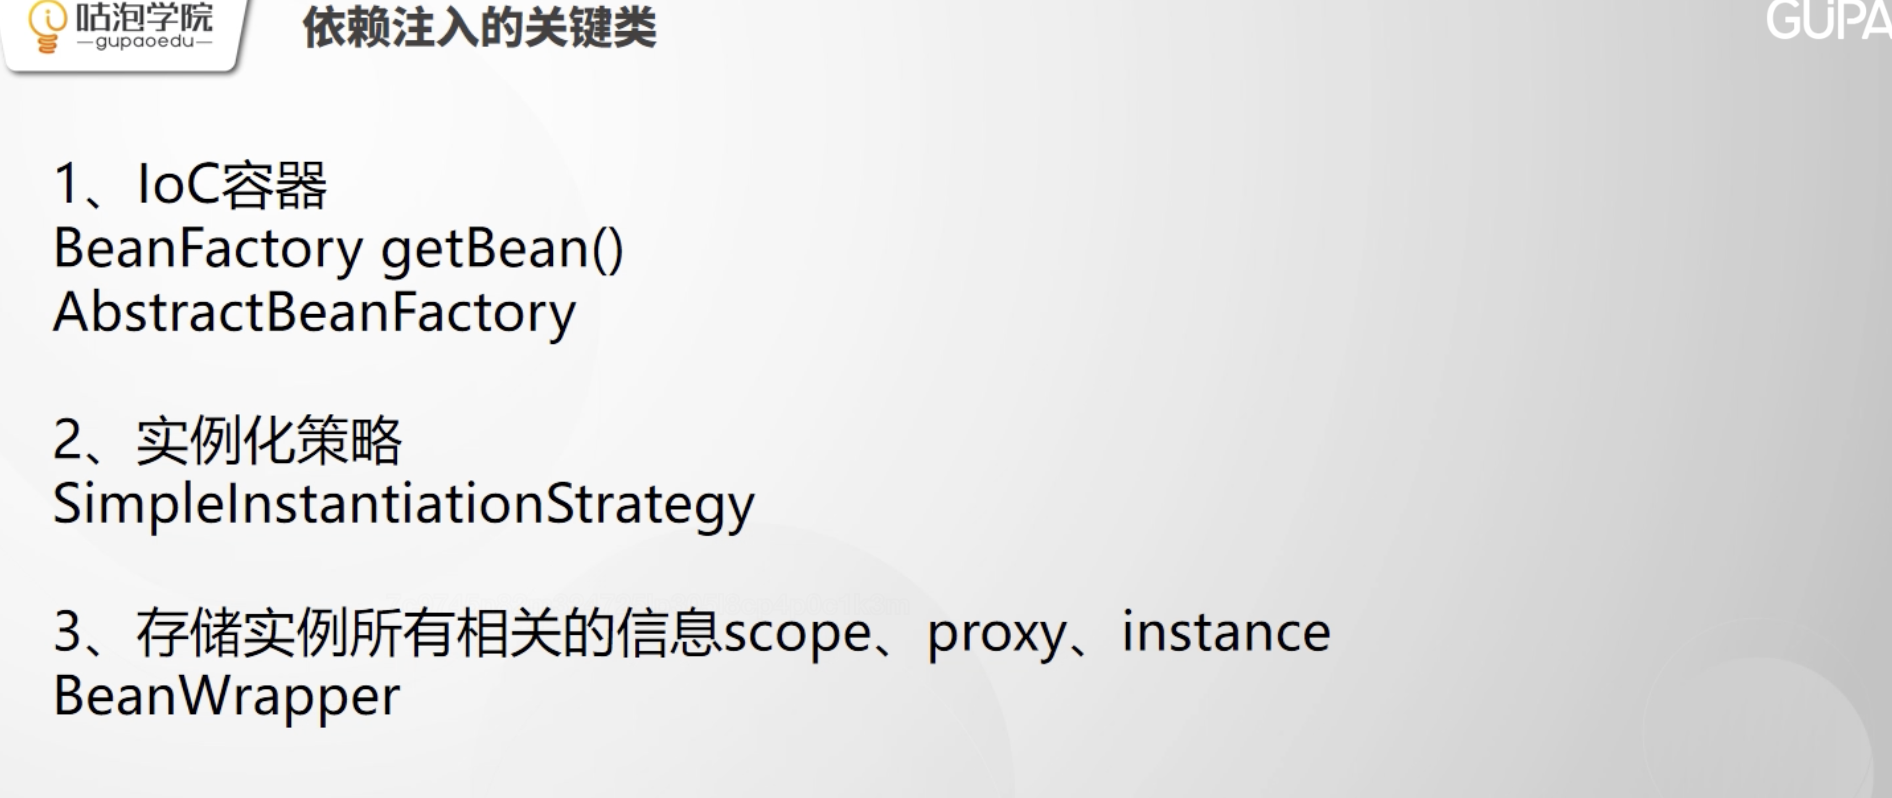 咕泡学院
gupaoedu
依赖注入的关键类
GUPA
1、IoC容器
BeanFactory getBean()
AbstractBeanFactory
2、实例化策略
SimpleInstantiationStrategy
3、存储实例所有相关的信息scope、proxy、instance
BeanWrapper